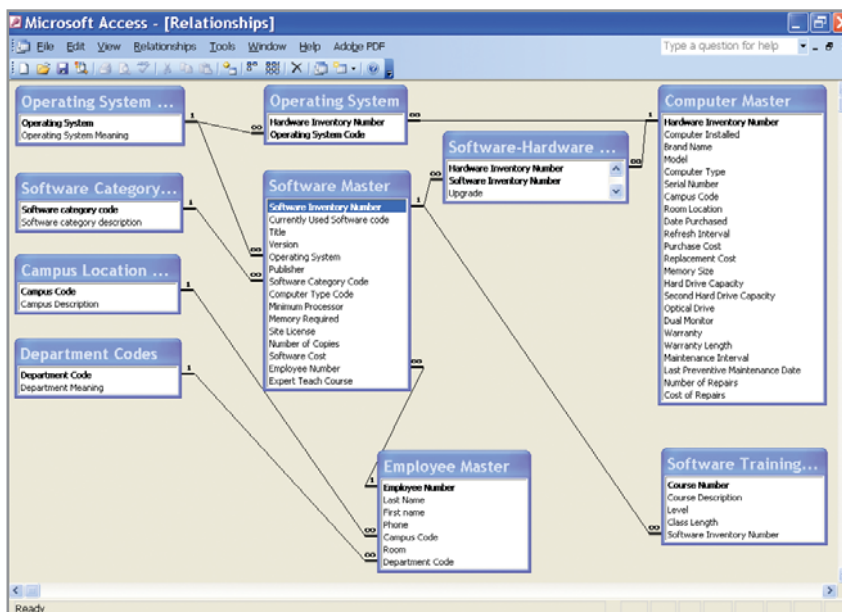 Microsoft Access - [Relationships]
File Edit View Relationships Tools Window Help Adobe PDF
Type a question for help
Operating System ...
Operating System
Operating System Meaning
1
Operating System
Hardware Inventory Number
Operating System Code
∞
∞
Software-Hardware ...
Hardware Inventory Number
Software Inventory Number
Upgrade
∞
∞
Computer Master
1
Hardware Inventory Number
Computer Installed
Brand Name
Model
Computer Type
Serial Number
Campus Code
Room Location
Date Purchased
Refresh Interval
Purchase Cost
Replacement Cost
Memory Size
Hard Drive Capacity
Second Hard Drive Capacity
Optical Drive
Dual Monitor
Warranty
Warranty Length
Maintenance Interval
Last Preventive Maintenance Date
Number of Repairs
Cost of Repairs
Software Category...
Software category code
Software category description
1
Software Master
Software Inventory Number
1
Currently Used Software code
Title
Version
Operating System
∞
Publisher
Software Category Code
∞
Computer Type Code
Minimum Processor
Memory Required
Site License
Number of Copies
Software Cost
Employee Number
∞
Expert Teach Course
Campus Location ...
Campus Code
Campus Description
1
Department Codes
Department Code
Department Meaning
1
Employee Master
1
Employee Number
Last Name
First name
Phone
∞
Campus Code
Room
∞
Department Code
Software Training...
Course Number
Course Description
Level
Class Length
∞
Software Inventory Number
Ready